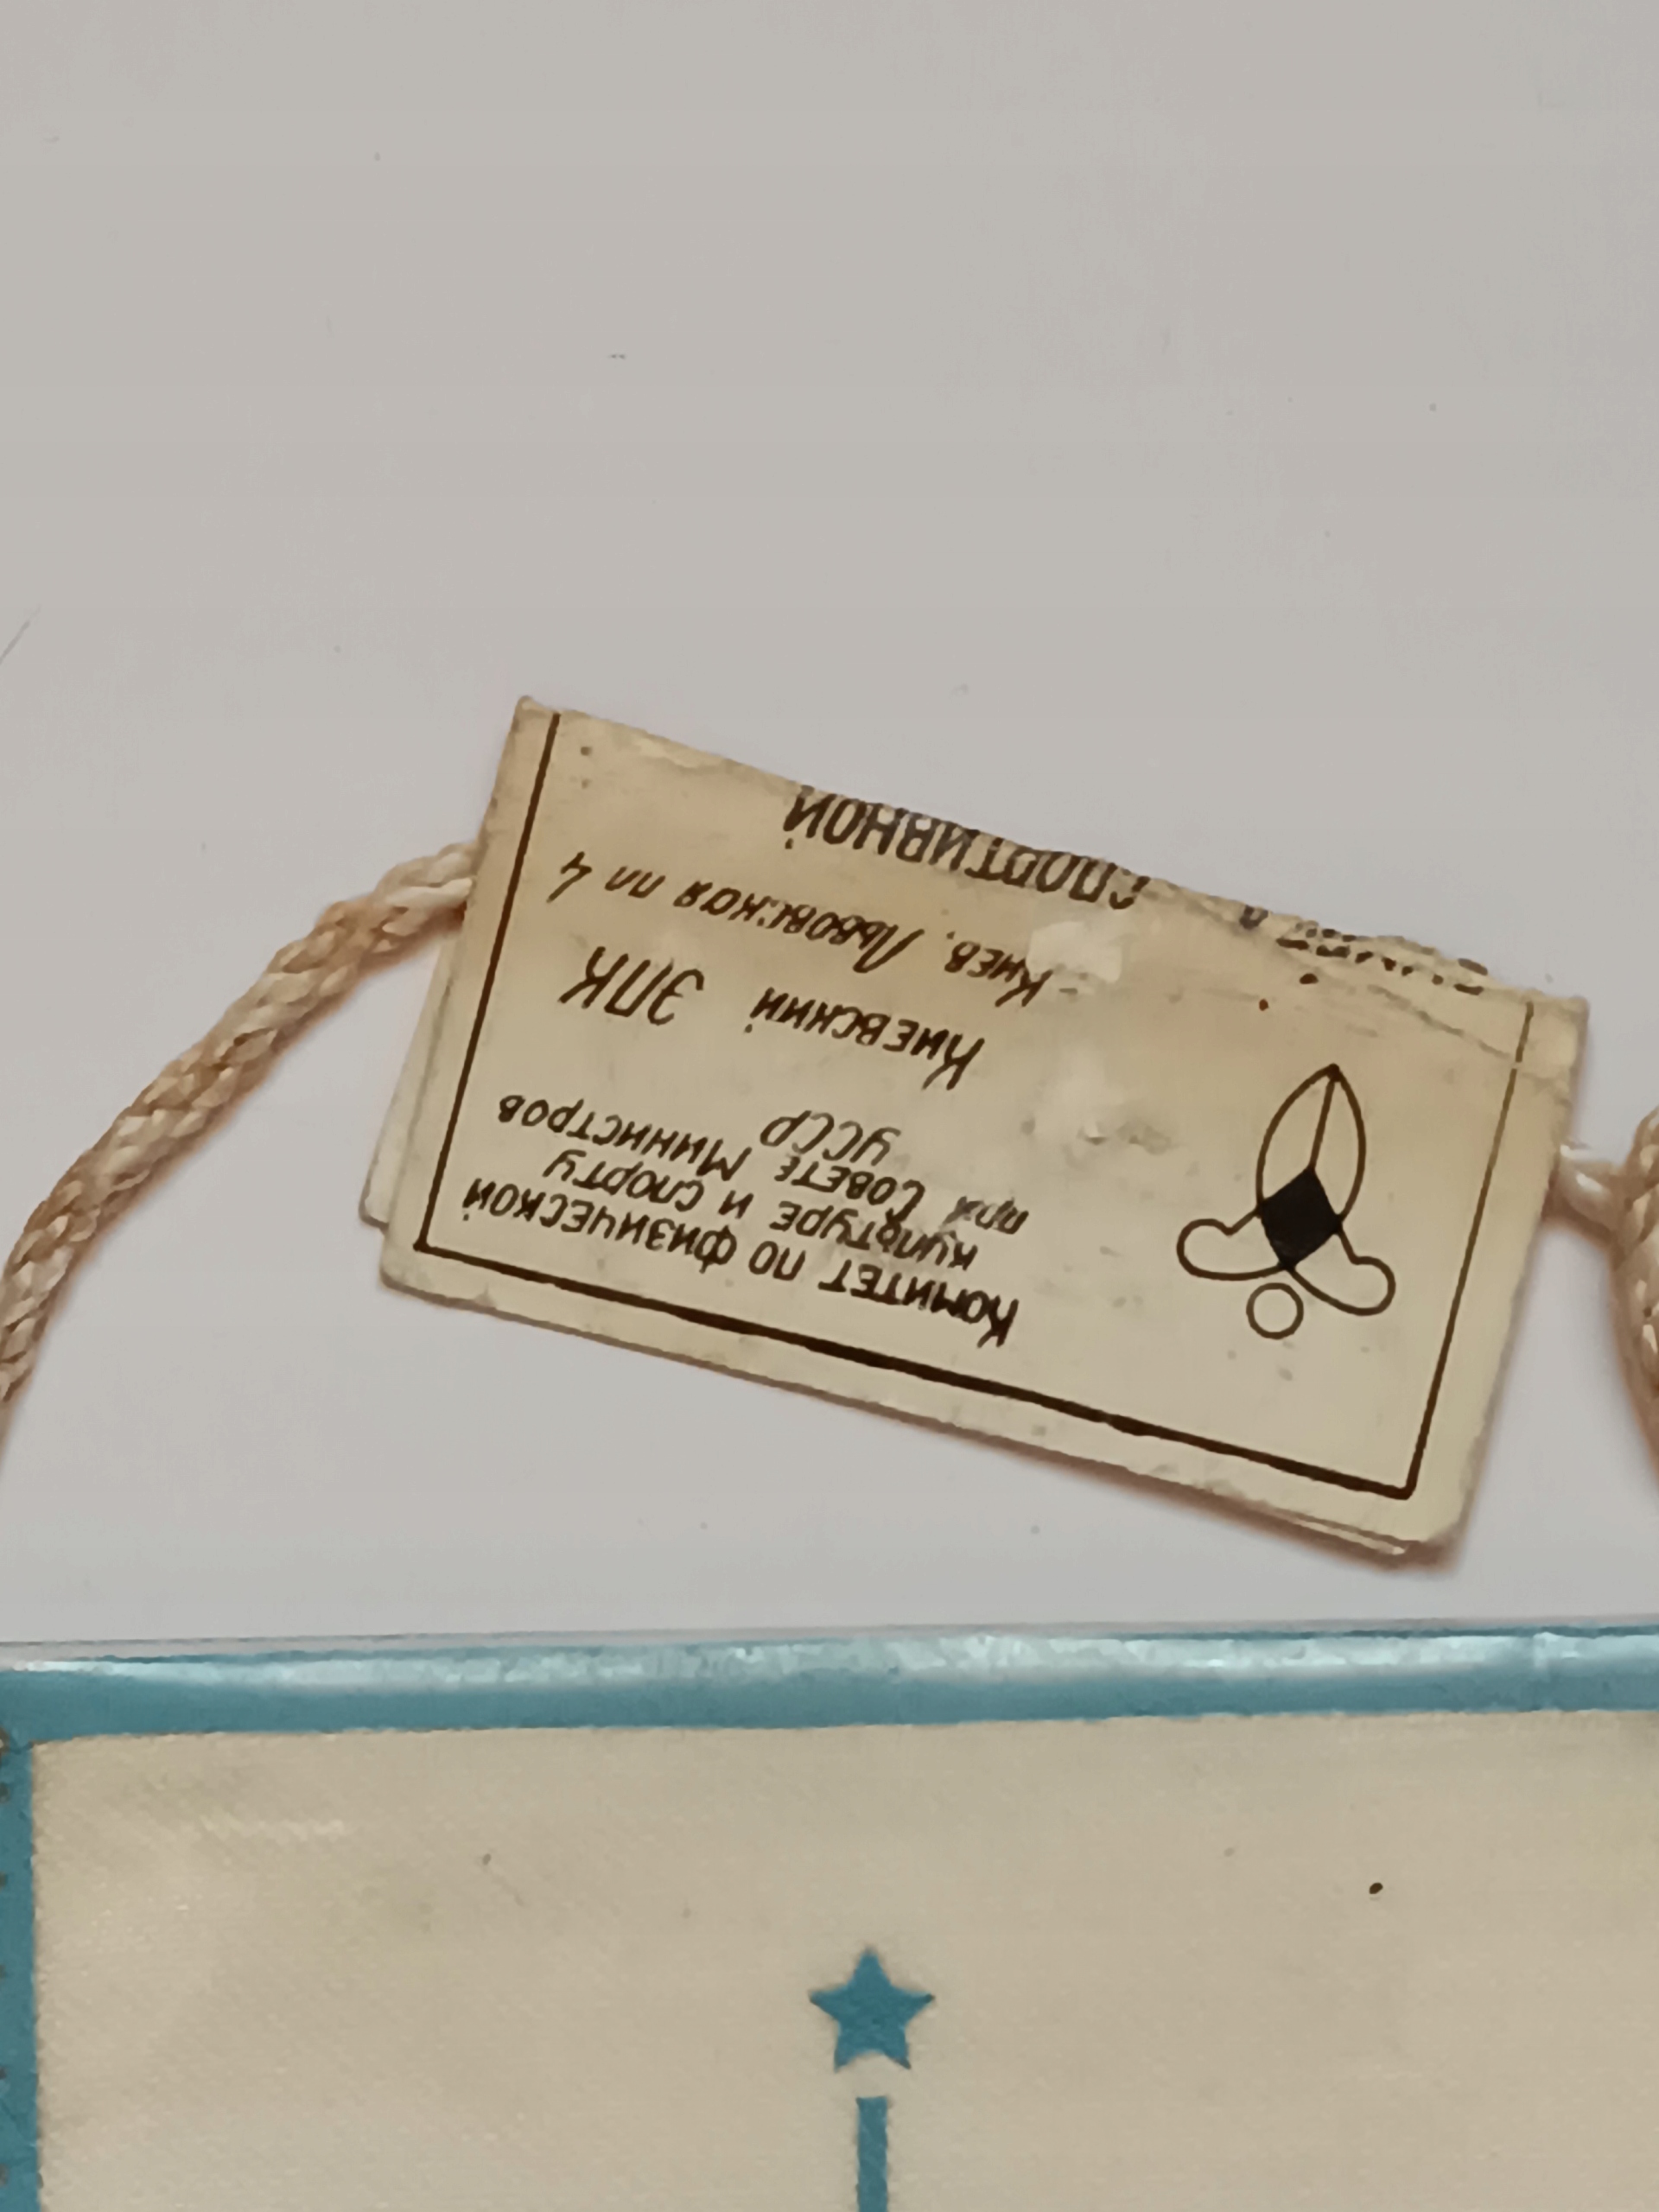 Комитет по физической
культуре и спорту
при Совете Министров
УССР
Киевский ЭПК
Киев, Львовская пл 4
СПОРТИВНОЙ